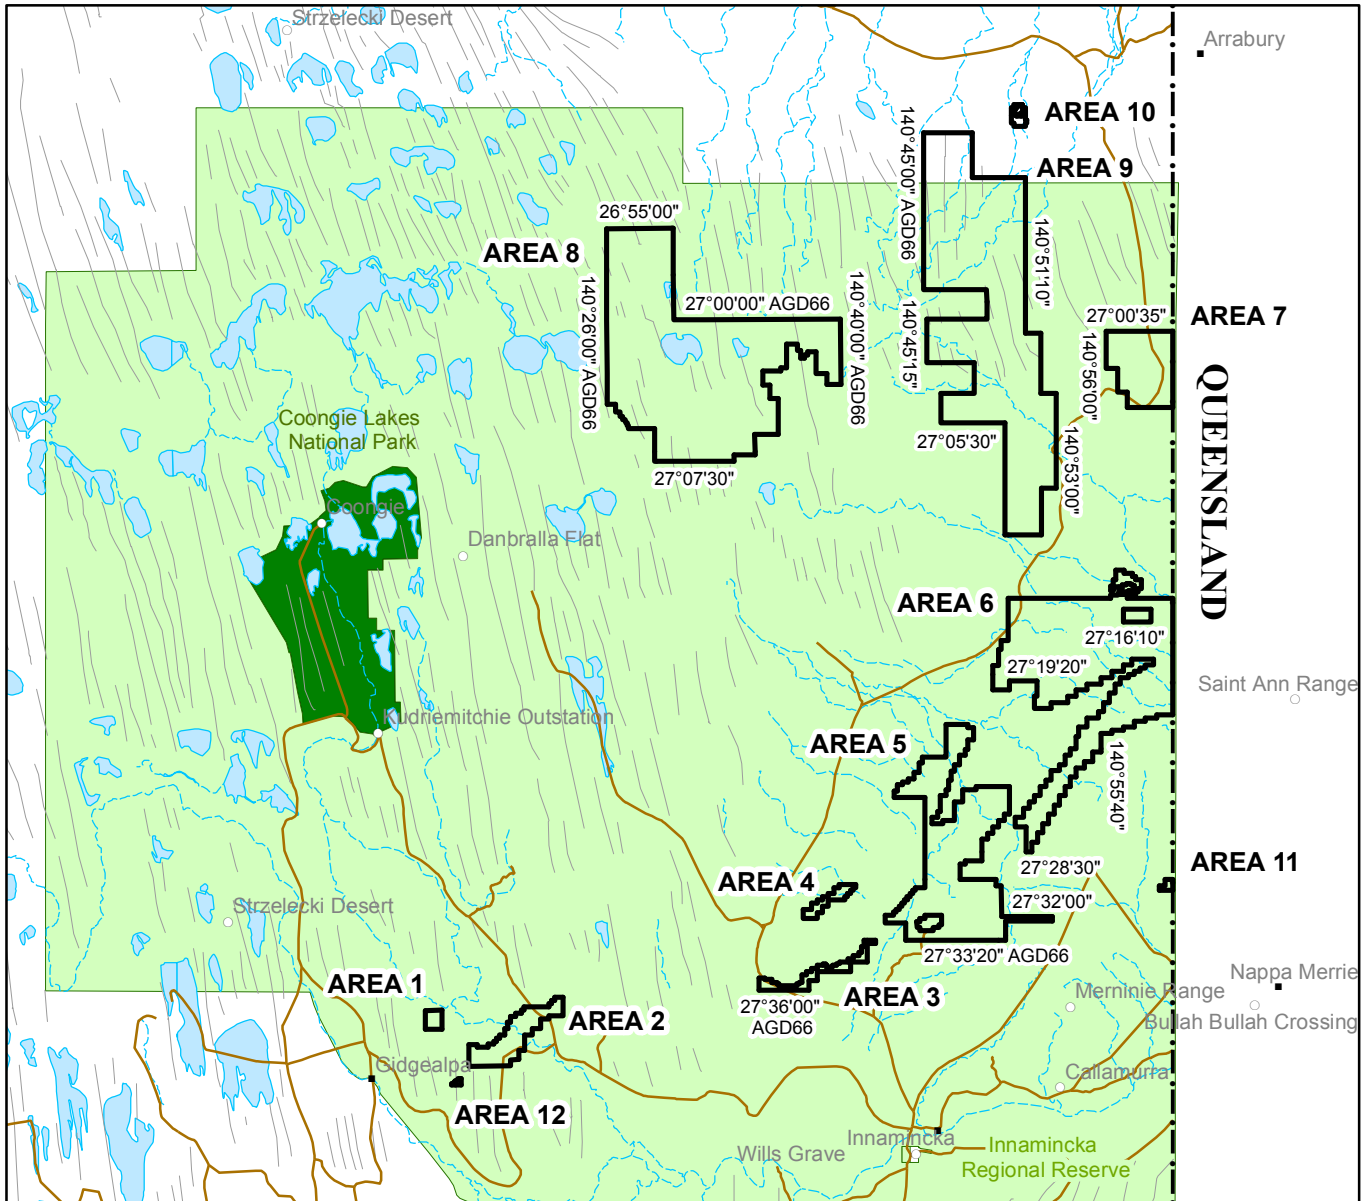 Strzelecki Desert
Arrabury
AREA 10
140°45'00" AGD66
AREA 9
26°55'00"
AREA 8
140°26'00" AGD66
27°00'00" AGD66
140°40'00" AGD66
140°51'10"
140°45'15"
27°00'35"
AREA 7
140°56'00"
QUEENSLAND
Coongie Lakes
National Park
27°05'30"
27°07'30"
140°53'00"
Coongie
Danbralla Flat
AREA 6
27°16'10"
27°19'20"
Saint Ann Range
Kudriemitchie Outstation
AREA 5
140°55'40"
27°28'30"
AREA 11
AREA 4
27°32'00"
Strzelecki Desert
27°33'20" AGD66
Nappa Merrie
AREA 1
AREA 3
27°36'00"
AGD66
Merninie Range
AREA 2
Bullah Bullah Crossing
Gidgealpa
Callamurra
AREA 12
Innamincka
Wills Grave
Innamincka
Regional Reserve